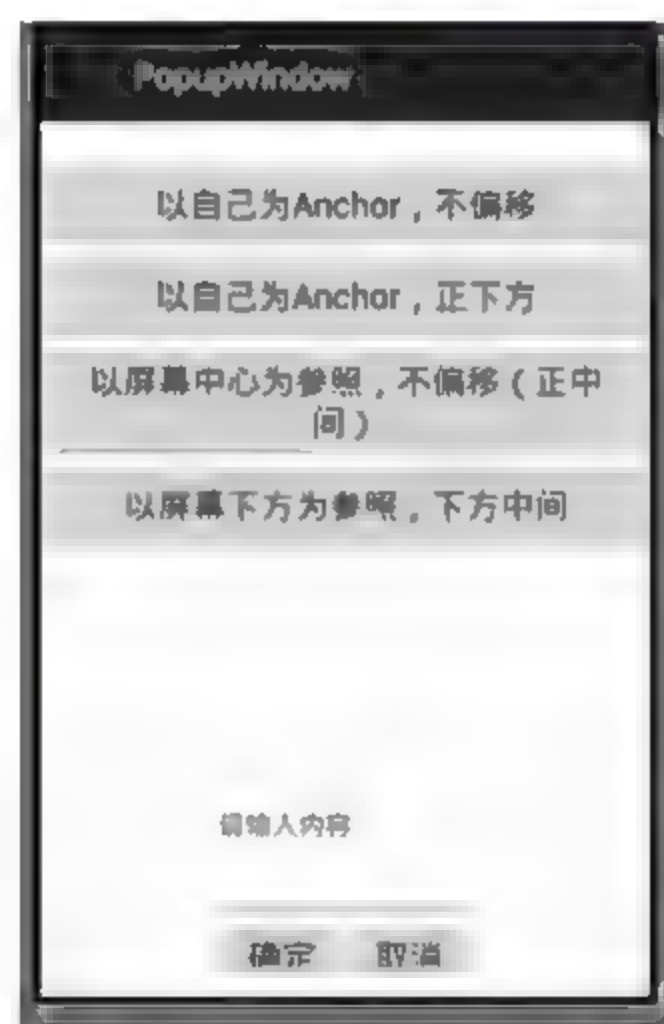 PopupWindow
以自己为Anchor，不偏移
以自己为Anchor，正下方
以屏幕中心为参照，不偏移（正中
间）
以屏幕下方为参照，下方中间
请输入内容
确定 取消